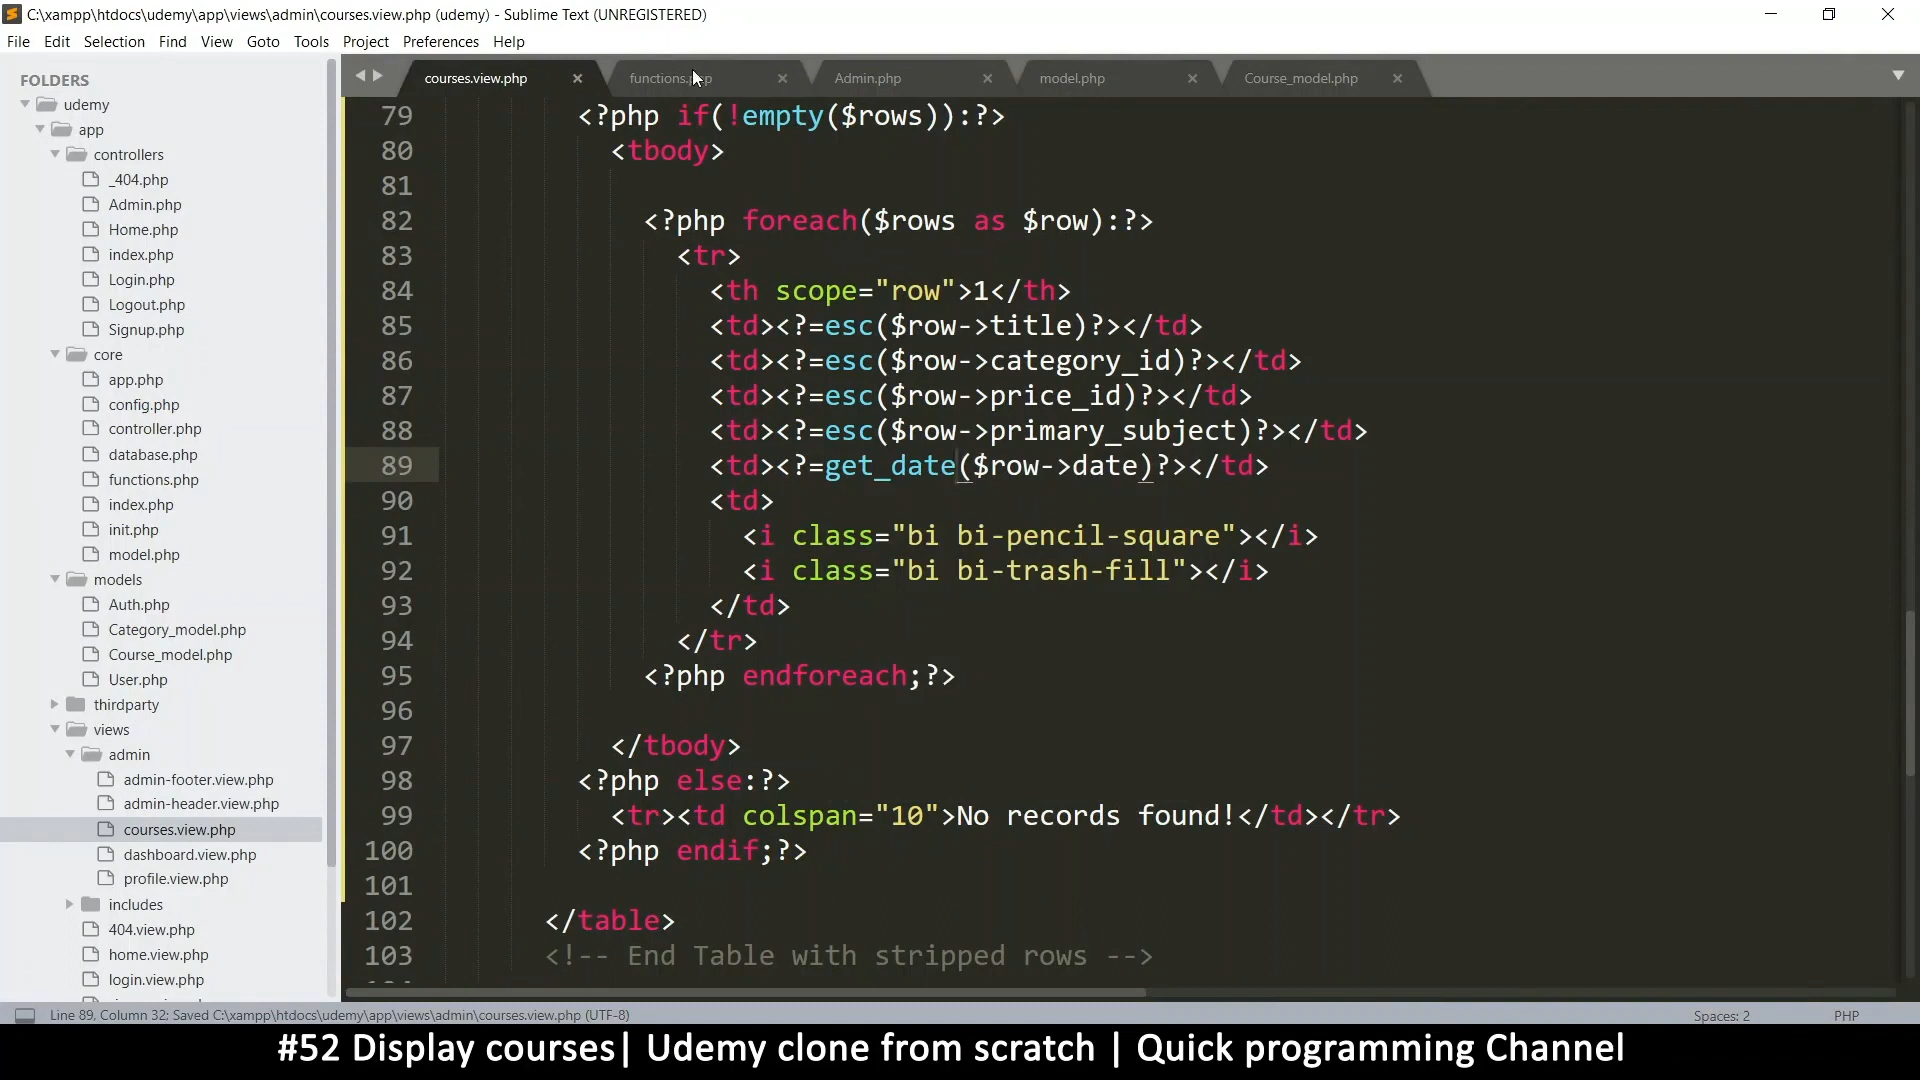 C:\xampp\htdocs\udemy\app\views\admin\courses.view.php (udemy) - Sublime Text (UNREGISTERED)
File Edit Selection Find View Goto Tools Project Preferences Help
FOLDERS
udemy
app
controllers
_404.php
Admin.php
Home.php
index.php
Login.php
Logout.php
Signup.php
core
app.php
config.php
controller.php
database.php
functions.php
index.php
init.php
model.php
models
Auth.php
Category_model.php
Course_model.php
User.php
thirdparty
views
admin
admin-footer.view.php
admin-header.view.php
courses.view.php
dashboard.view.php
profile.view.php
includes
404.view.php
home.view.php
login.view.php
courses.view.php functions.php Admin.php model.php Course_model.php
79 <?php if(!empty($rows)):?>
80 <tbody>
81
82 <?php foreach($rows as $row):?>
83 <tr>
84 <th scope="row">1</th>
85 <td><?=esc($row->title)?></td>
86 <td><?=esc($row->category_id)?></td>
87 <td><?=esc($row->price_id)?></td>
88 <td><?=esc($row->primary_subject)?></td>
89 <td><?=get_date($row->date)?></td>
90 <td>
91 <i class="bi bi-pencil-square"></i>
92 <i class="bi bi-trash-fill"></i>
93 </td>
94 </tr>
95 <?php endforeach;?>
96
97 </tbody>
98 <?php else:?>
99 <tr><td colspan="10">No records found!</td></tr>
100 <?php endif;?>
101
102 </table>
103 <!-- End Table with stripped rows -->
Line 89, Column 32; Saved C:\xampp\htdocs\udemy\app\views\admin\courses.view.php (UTF-8) Spaces: 2 PHP
#52 Display courses| Udemy clone from scratch | Quick programming Channel